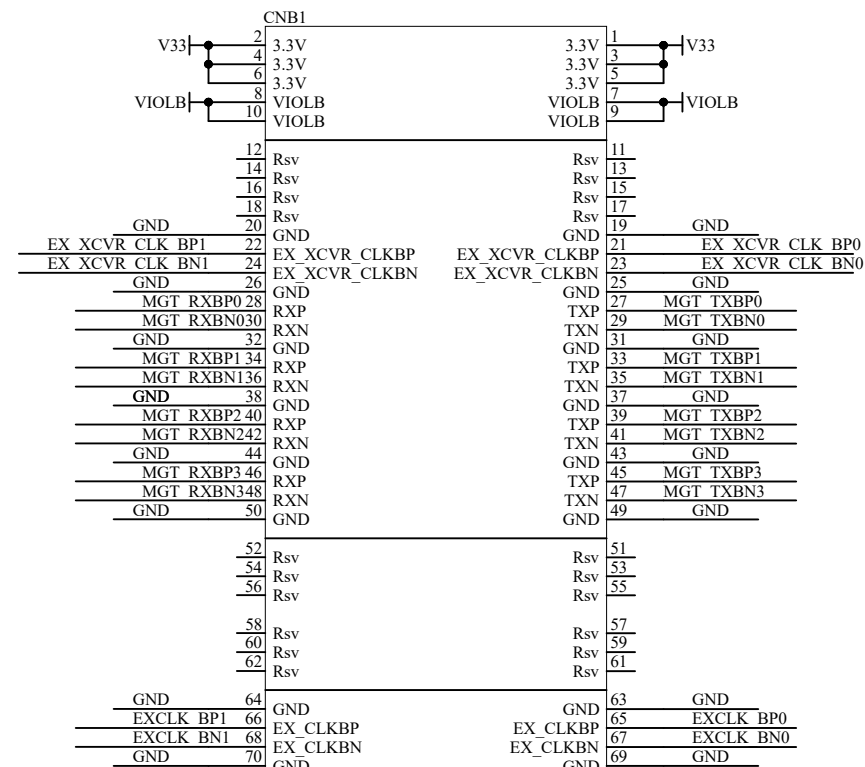 CNB1
V33 2 3.3V 3.3V 1 V33
4 3.3V 3.3V 3
6 3.3V 3.3V 5
VIOLB 8 VIOLB VIOLB 7 VIOLB
10 VIOLB VIOLB 9
12 Rsv Rsv 11
14 Rsv Rsv 13
16 Rsv Rsv 15
18 Rsv Rsv 17
GND 20 GND GND 19 GND
EX_XCVR_CLK_BP1 22 EX_XCVR_CLKBP EX_XCVR_CLKBP 21 EX_XCVR_CLK_BP0
EX_XCVR_CLK_BN1 24 EX_XCVR_CLKBN EX_XCVR_CLKBN 23 EX_XCVR_CLK_BN0
GND 26 GND GND 25 GND
MGT_RXBP0 28 RXP TXP 27 MGT_TXBP0
MGT_RXBN0 30 RXN TXN 29 MGT_TXBN0
GND 32 GND GND 31 GND
MGT_RXBP1 34 RXP TXP 33 MGT_TXBP1
MGT_RXBN1 36 RXN TXN 35 MGT_TXBN1
GND 38 GND GND 37 GND
MGT_RXBP2 40 RXP TXP 39 MGT_TXBP2
MGT_RXBN2 42 RXN TXN 41 MGT_TXBN2
GND 44 GND GND 43 GND
MGT_RXBP3 46 RXP TXP 45 MGT_TXBP3
MGT_RXBN3 48 RXN TXN 47 MGT_TXBN3
GND 50 GND GND 49 GND
52 Rsv Rsv 51
54 Rsv Rsv 53
56 Rsv Rsv 55
58 Rsv Rsv 57
60 Rsv Rsv 59
62 Rsv Rsv 61
GND 64 GND GND 63 GND
EXCLK_BP1 66 EX_CLKBP EX_CLKBP 65 EXCLK_BP0
EXCLK_BN1 68 EX_CLKBN EX_CLKBN 67 EXCLK_BN0
GND 70 GND GND 69 GND